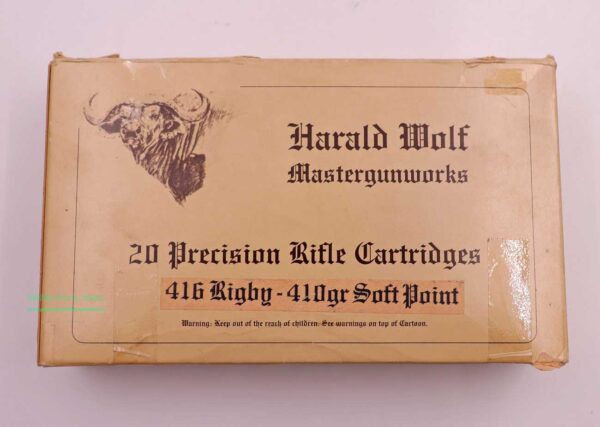 Harald Wolf
Mastergunworks
20 Precision Rifle Cartridges
416 Rigby - 410gr Soft Point
Warning: Keep out of the reach of children. See warnings on top of Cartoon.